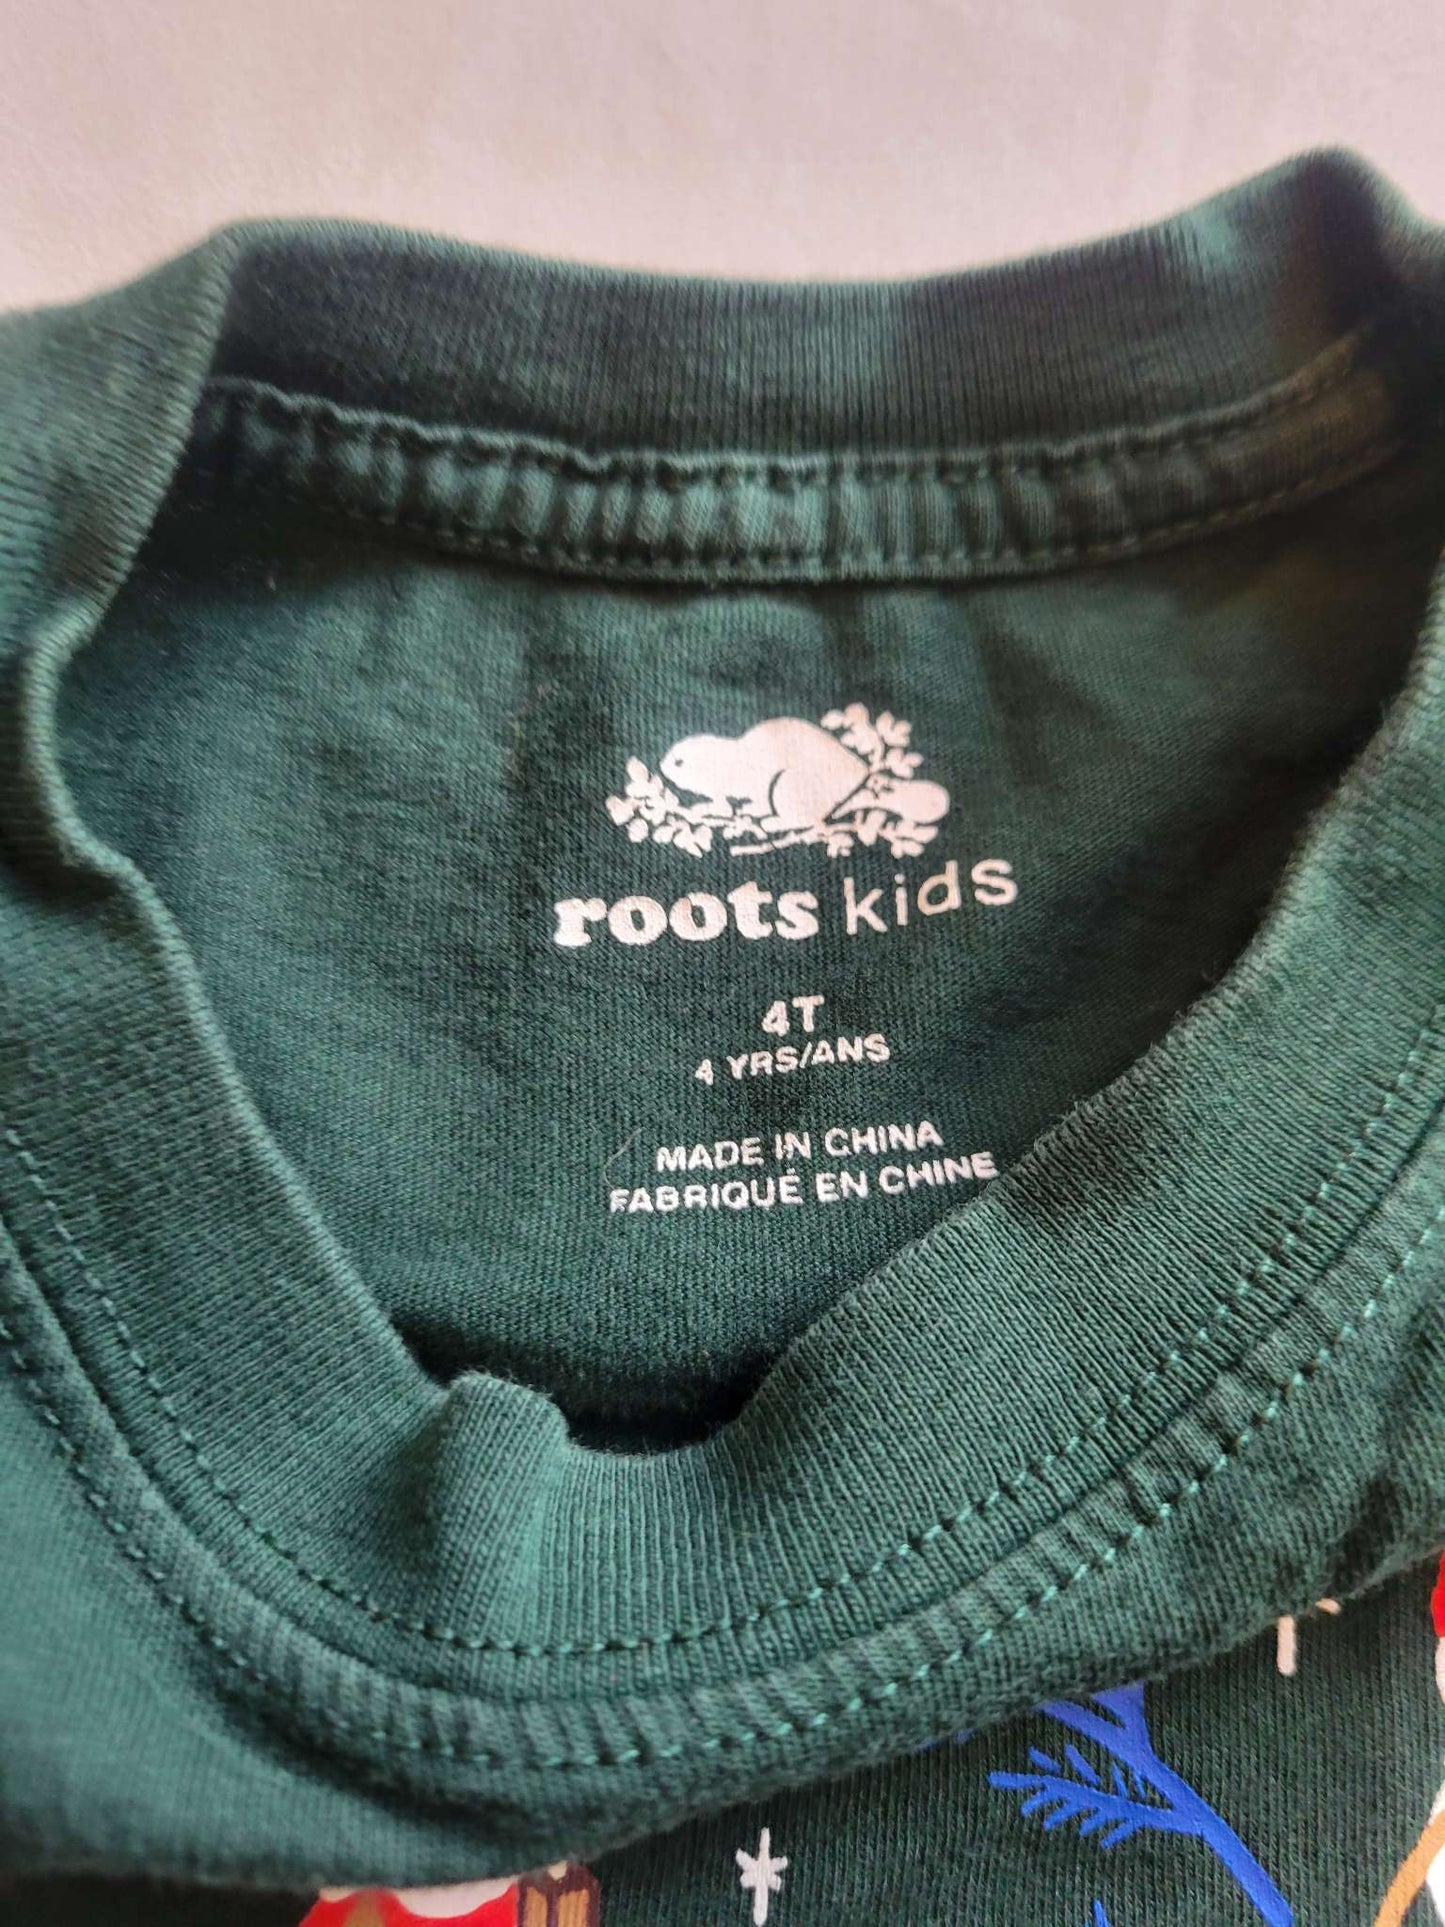 roots kids
4T
4 YRS/ANS
MADE IN CHINA
FABRIQUÉ EN CHINE